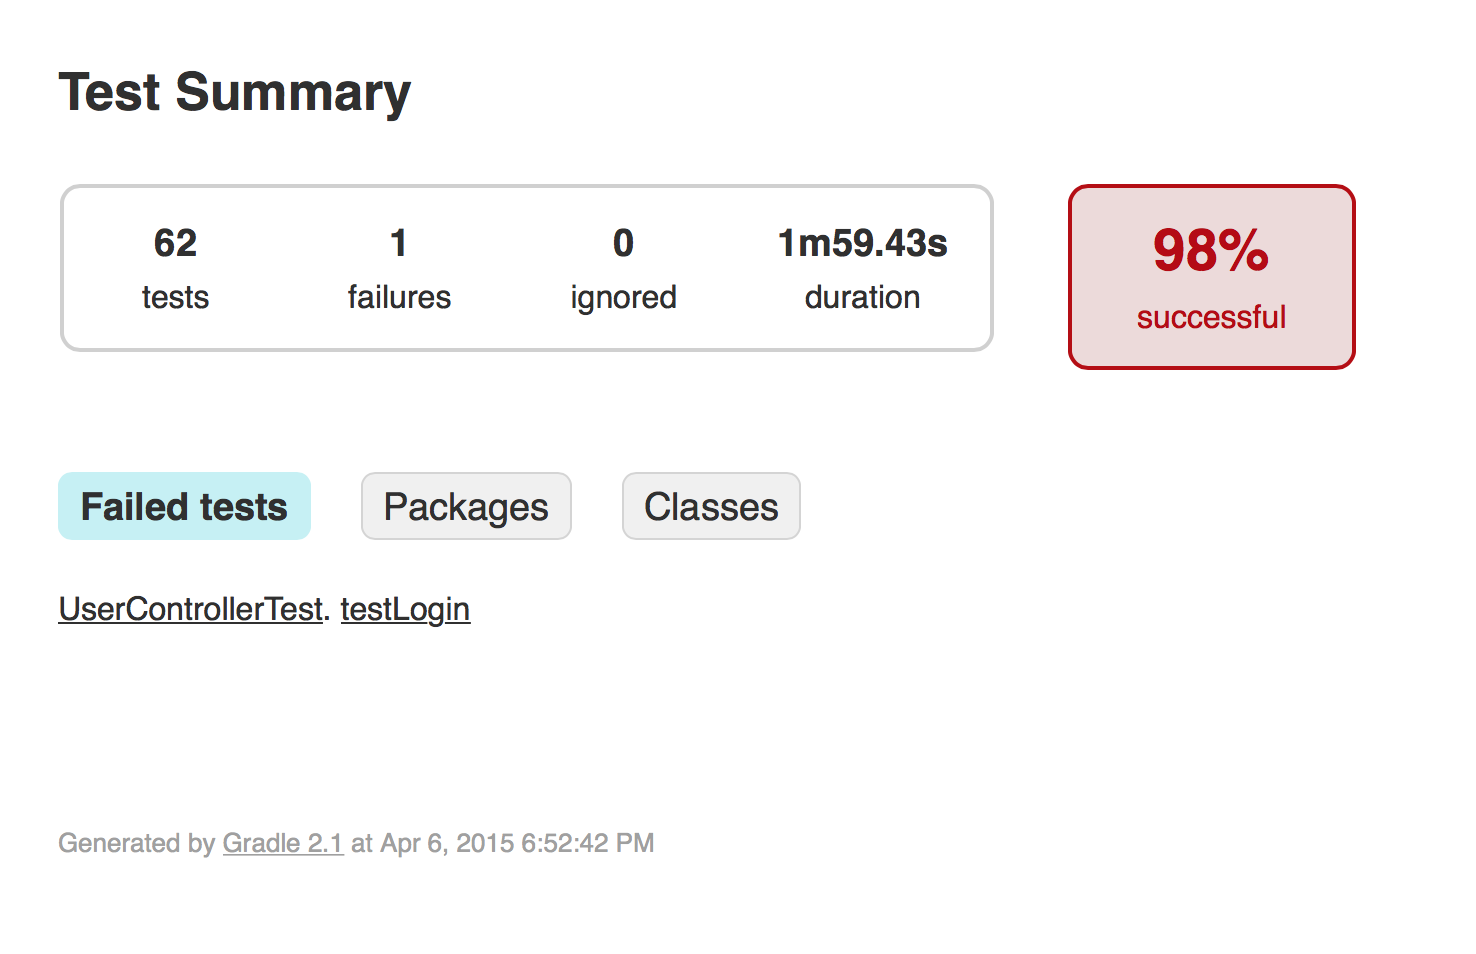 Test Summary
62 1 0 1m59.43s
tests failures ignored duration
98%
successful
Failed tests Packages Classes
UserControllerTest. testLogin
Generated by Gradle 2.1 at Apr 6, 2015 6:52:42 PM